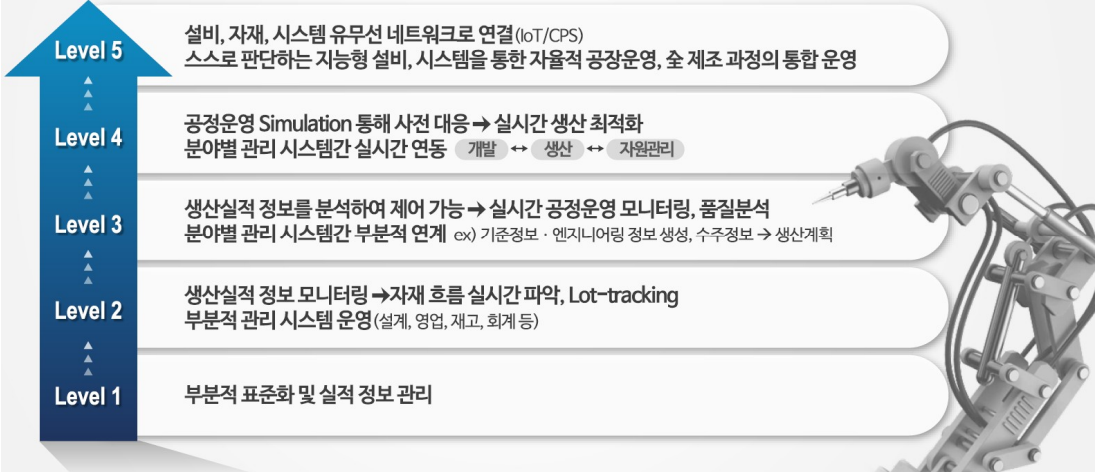 Level 5
설비, 자재, 시스템 유무선 네트워크로 연결(IoT/CPS)
스스로 판단하는 지능형 설비, 시스템을 통한 자율적 공장운영, 全 제조 과정의 통합 운영
Level 4
공정운영 Simulation 통해 사전 대응 → 실시간 생산 최적화
분야별 관리 시스템간 실시간 연동 개발 ↔ 생산 ↔ 자원관리
Level 3
생산실적 정보를 분석하여 제어 가능 → 실시간 공정운영 모니터링, 품질분석
분야별 관리 시스템간 부분적 연계 ex) 기준정보 · 엔지니어링 정보 생성, 수주정보 → 생산계획
Level 2
생산실적 정보 모니터링 →자재 흐름 실시간 파악, Lot-tracking
부분적 관리 시스템 운영(설계, 영업, 재고, 회계 등)
Level 1
부분적 표준화 및 실적 정보 관리